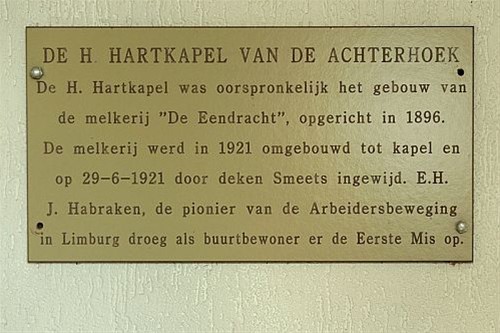 DE H. HARTKAPEL VAN DE ACHTERHOEK
De H. Hartkapel was oorspronkelijk het gebouw van
de melkerij "De Eendracht", opgericht in 1896.
De melkerij werd in 1921 omgebouwd tot kapel en
op 29-6-1921 door deken Smeets ingewijd. E.H.
J. Habraken, de pionier van de Arbeidersbeweging
in Limburg droeg als buurtbewoner er de Eerste Mis op.